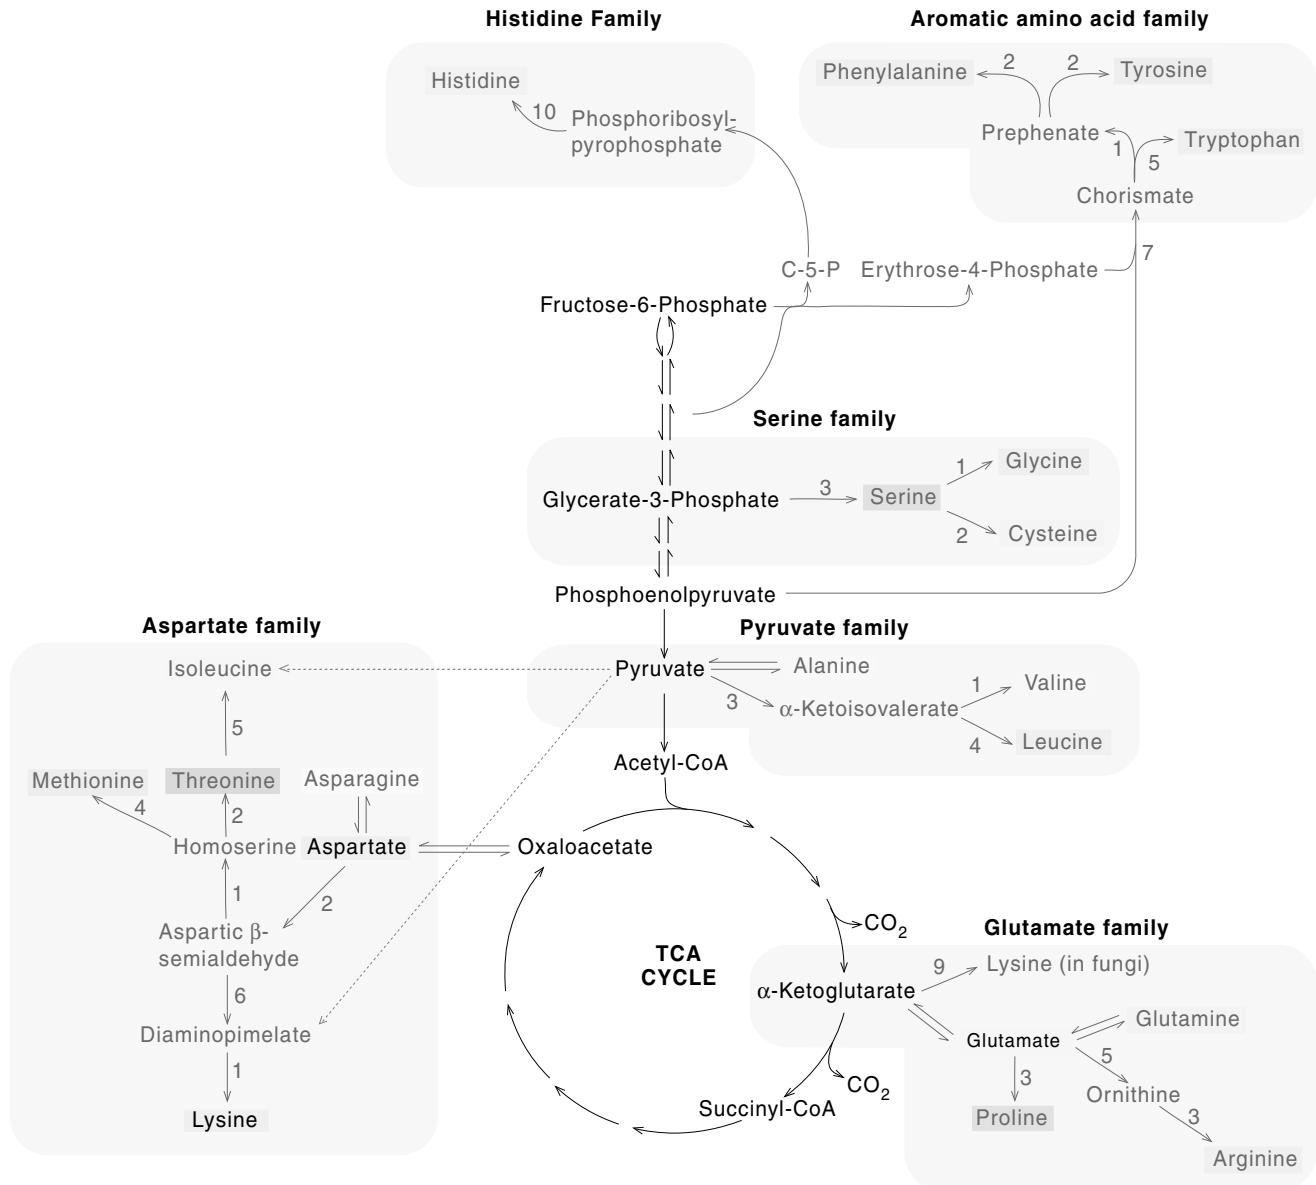 Histidine Family
Aromatic amino acid family
Histidine
10
Phosphoribosyl-
pyrophosphate
Phenylalanine
2
2
Tyrosine
Prephenate
1
5
Tryptophan
Chorismate
7
C-5-P
Erythrose-4-Phosphate
Fructose-6-Phosphate
Serine family
Glycerate-3-Phosphate
3
Serine
1
Glycine
2
Cysteine
Phosphoenolpyruvate
Aspartate family
Pyruvate family
Isoleucine
Pyruvate
Alanine
3
α-Ketoisovalerate
1
Valine
4
Leucine
5
Acetyl-CoA
Methionine
Threonine
Asparagine
4
2
Homoserine
Aspartate
Oxaloacetate
1
2
Aspartic β-
semialdehyde
6
Diaminopimelate
1
Lysine
TCA
CYCLE
CO2
Glutamate family
α-Ketoglutarate
9
Lysine (in fungi)
Glutamate
Glutamine
3
5
Proline
Ornithine
3
Arginine
CO2
Succinyl-CoA